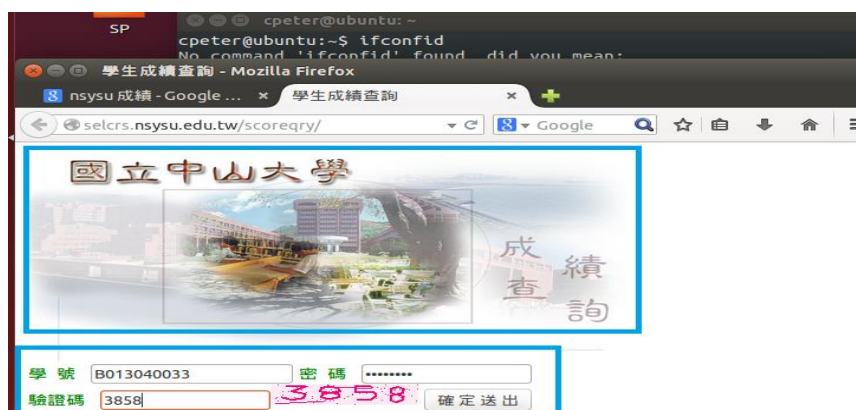 SP
cpeter@ubuntu: ~
cpeter@ubuntu:~$ ifconfid
No command 'ifconfid' found, did you mean:
學生成績查詢 - Mozilla Firefox
nsysu 成績 - Google ... × 學生成績查詢 ×
selcrs.nsysu.edu.tw/scoreqry/ Google
國立中山大學
成績查詢
學 號 B013040033 密 碼 ••••••••
驗證碼 3858 3858 確定送出